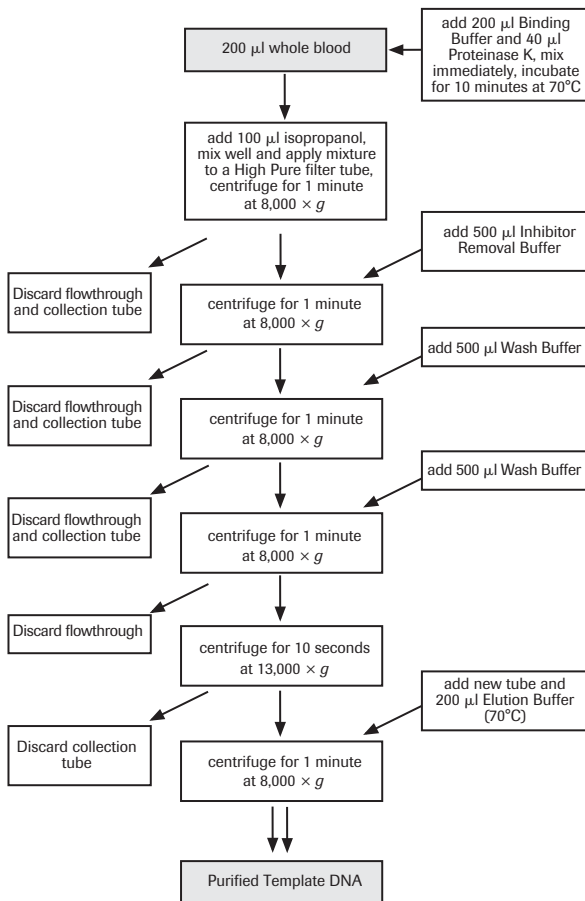 200 µl whole blood
add 200 µl Binding
Buffer and 40 µl
Proteinase K, mix
immediately, incubate
for 10 minutes at 70°C
add 100 µl isopropanol,
mix well and apply mixture
to a High Pure filter tube,
centrifuge for 1 minute
at 8,000 × g
add 500 µl Inhibitor
Removal Buffer
Discard flowthrough
and collection tube
centrifuge for 1 minute
at 8,000 × g
add 500 µl Wash Buffer
Discard flowthrough
and collection tube
centrifuge for 1 minute
at 8,000 × g
add 500 µl Wash Buffer
Discard flowthrough
and collection tube
centrifuge for 1 minute
at 8,000 × g
Discard flowthrough
centrifuge for 10 seconds
at 13,000 × g
add new tube and
200 µl Elution Buffer
(70°C)
Discard collection
tube
centrifuge for 1 minute
at 8,000 × g
Purified Template DNA